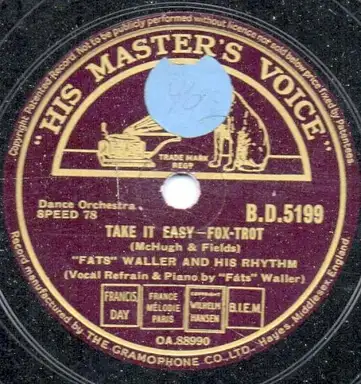 Copyright. Patented Record. Not to be publicly performed without licence
nor sold below price fixed by Patentees.
"HIS MASTER'S VOICE"
TRADE MARK
REGD
Dance Orchestra
SPEED 78
B.D.5199
TAKE IT EASY—FOX-TROT
(McHugh & Fields)
"FATS" WALLER AND HIS RHYTHM
(Vocal Refrain & Piano by "Fats" Waller)
FRANCIS
DAY
FRANCE
MÉLODIE
PARIS
WILHELM
HANSEN
B.I.E.M.
OA.88990
Record manufactured by THE GRAMOPHONE CO., LTD., Hayes, Middlesex, England.